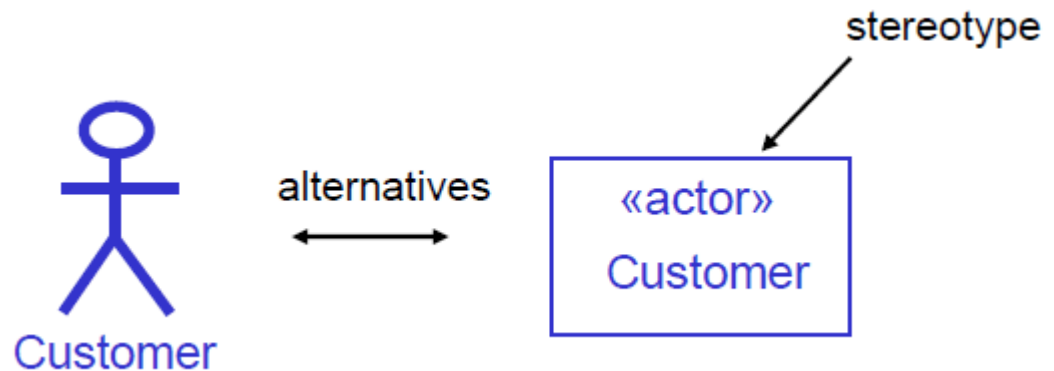 stereotype
alternatives
«actor»
Customer
Customer